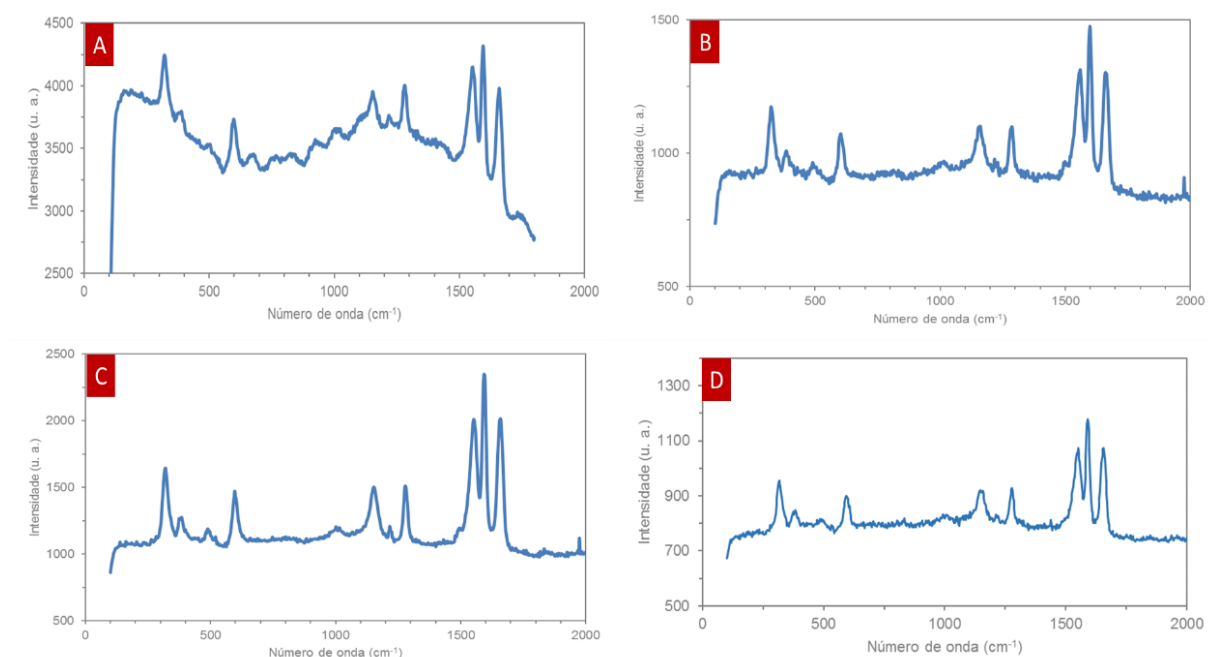 A
4500
4250
4000
3500
3000
2500
Intensidade (u. a.)
0 500 1000 1500 2000
Número de onda (cm⁻¹)
B
1500
1000
500
Intensidade (u. a.)
0 500 1000 1500 2000
Número de onda (cm⁻¹)
C
2500
2000
1500
1000
500
Intensidade (u. a.)
0 500 1000 1500 2000
Número de onda (cm⁻¹)
D
1300
1100
900
700
500
Intensidade (u. a.)
0 500 1000 1500 2000
Número de onda (cm⁻¹)